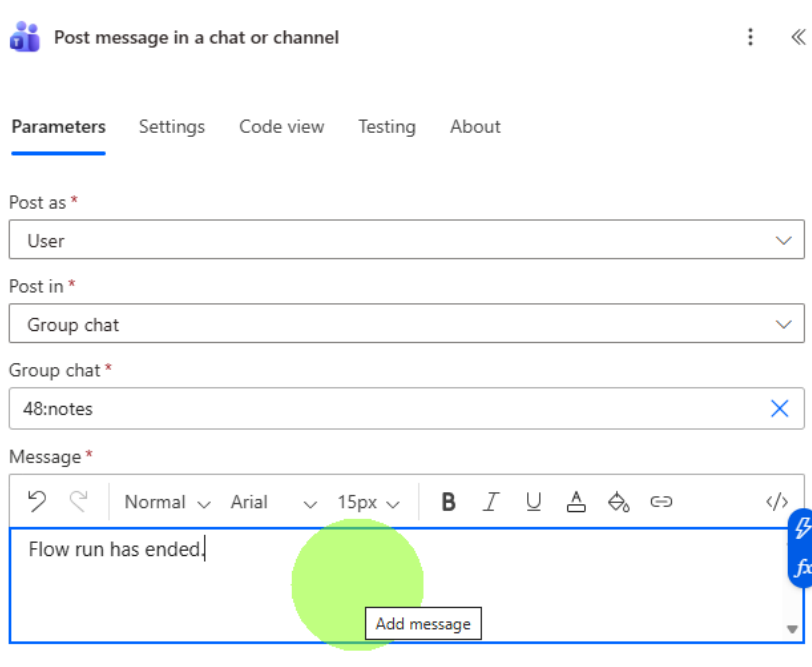 Post message in a chat or channel
Parameters Settings Code view Testing About
Post as *
User
Post in *
Group chat
Group chat *
48:notes
Message *
Normal Arial 15px B I U A </>
Flow run has ended.
fx
Add message